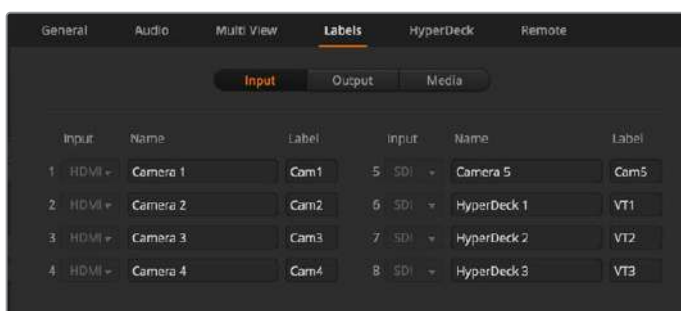 General Audio Multi View Labels HyperDeck Remote
Input Output Media
Input Name Label Input Name Label
1 HDMI Camera 1 Cam1 5 SDI Camera 5 Cam5
2 HDMI Camera 2 Cam2 6 SDI HyperDeck 1 VT1
3 HDMI Camera 3 Cam3 7 SDI HyperDeck 2 VT2
4 HDMI Camera 4 Cam4 8 SDI HyperDeck 3 VT3